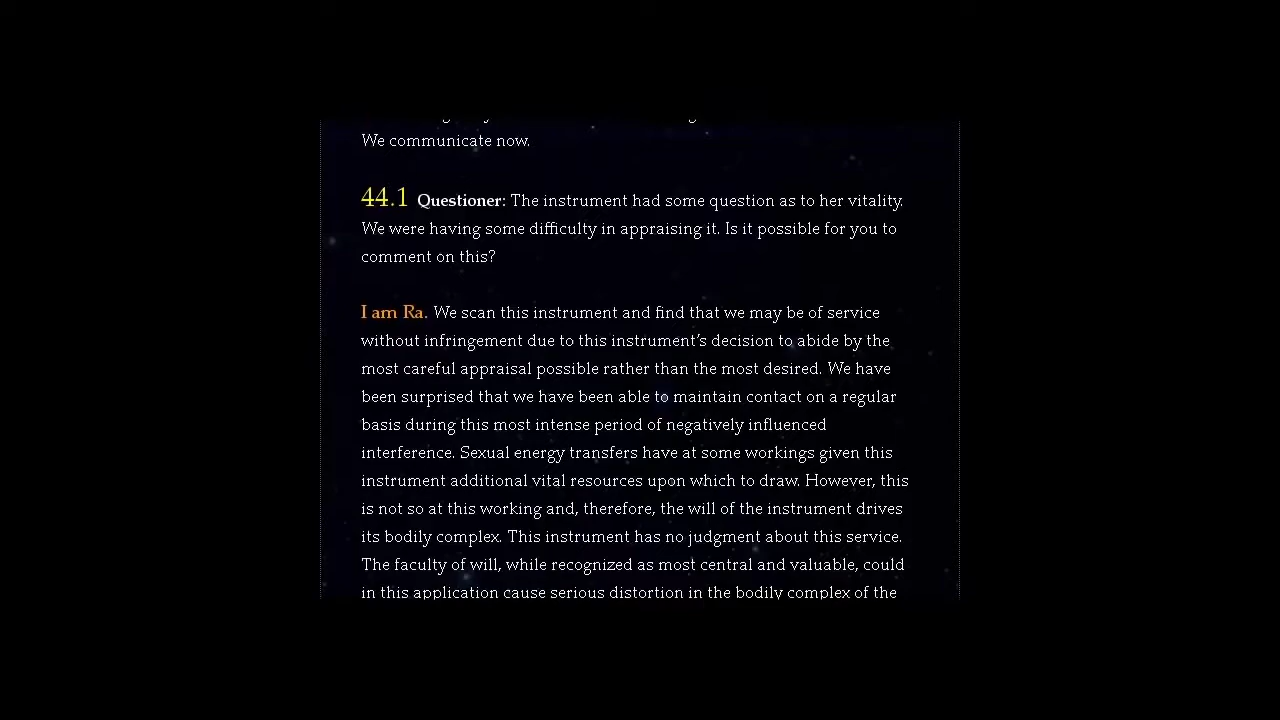 We communicate now.
44.1 Questioner: The instrument had some question as to her vitality.
We were having some difficulty in appraising it. Is it possible for you to
comment on this?
I am Ra. We scan this instrument and find that we may be of service
without infringement due to this instrument's decision to abide by the
most careful appraisal possible rather than the most desired. We have
been surprised that we have been able to maintain contact on a regular
basis during this most intense period of negatively influenced
interference. Sexual energy transfers have at some workings given this
instrument additional vital resources upon which to draw. However, this
is not so at this working and, therefore, the will of the instrument drives
its bodily complex. This instrument has no judgment about this service.
The faculty of will, while recognized as most central and valuable, could
in this application cause serious distortion in the bodily complex of the